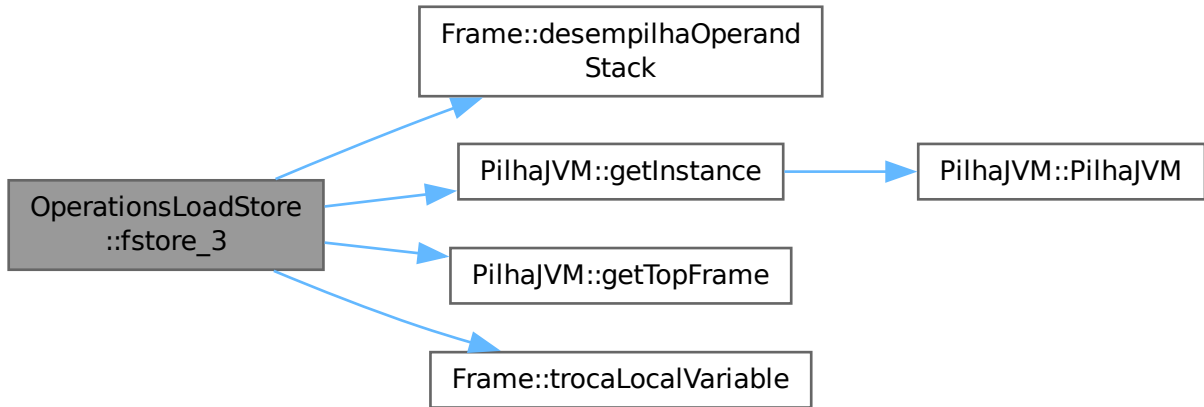 Frame::desempilhaOperand
Stack
OperationsLoadStore
::fstore_3
PilhaJVM::getInstance
PilhaJVM::PilhaJVM
PilhaJVM::getTopFrame
Frame::trocaLocalVariable